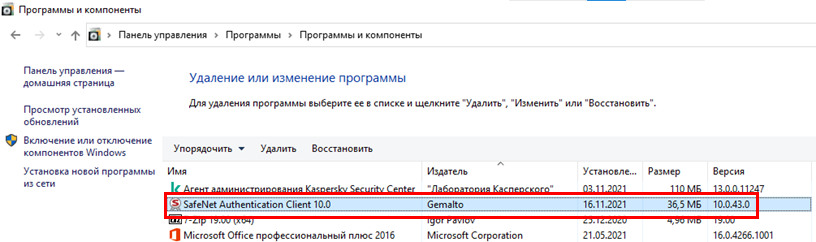 Программы и компоненты
Панель управления > Программы > Программы и компоненты
Панель управления —
домашняя страница
Просмотр установленных
обновлений
Включение или отключение
компонентов Windows
Установка новой программы
из сети
Удаление или изменение программы
Для удаления программы выберите ее в списке и щелкните "Удалить", "Изменить" или "Восстановить".
Упорядочить Удалить Восстановить
Имя Издатель Установле... Размер Версия
Агент администрирования Kaspersky Security Center "Лаборатория Касперского" 03.11.2021 110 МБ 13.0.0.11247
SafeNet Authentication Client 10.0 Gemalto 16.11.2021 36,5 МБ 10.0.43.0
7-Zip 19.00 (x64) Igor Pavlov 25.12.2020 4,96 МБ 19.00
Microsoft Office профессиональный плюс 2016 Microsoft Corporation 21.05.2021 16.0.4266.1001